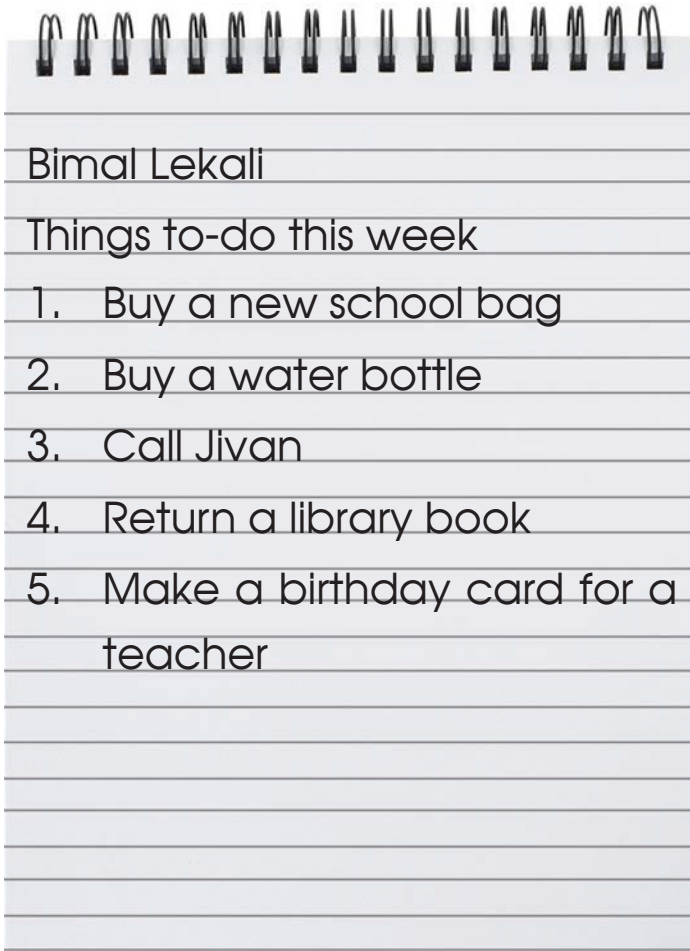 Bimal Lekali
Things to-do this week
1. Buy a new school bag
2. Buy a water bottle
3. Call Jivan
4. Return a library book
5. Make a birthday card for a
teacher